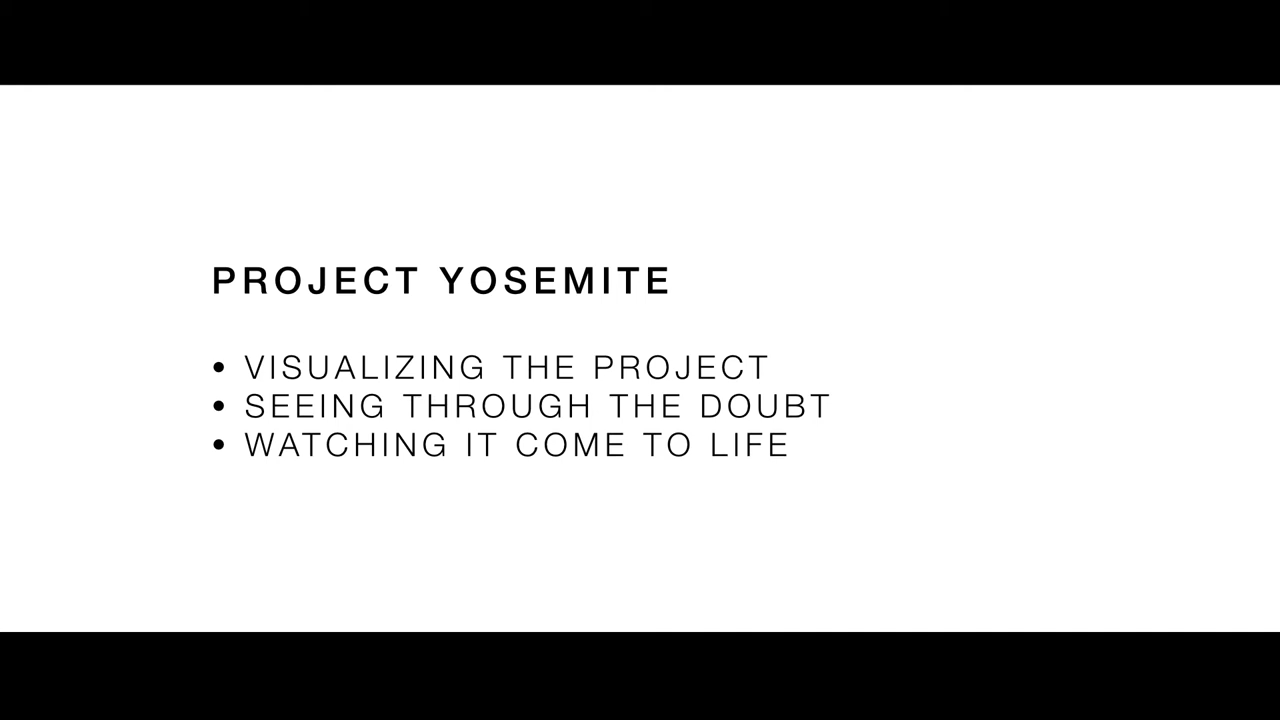 PROJECT YOSEMITE
• VISUALIZING THE PROJECT
• SEEING THROUGH THE DOUBT
• WATCHING IT COME TO LIFE